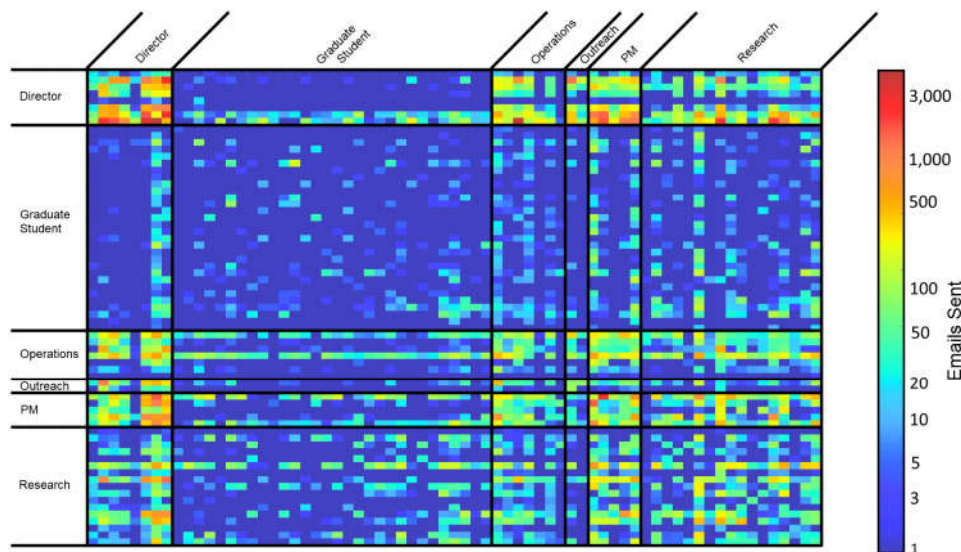 Director
Graduate
Student
Operations
Outreach
PM
Research
Director
Graduate
Student
Operations
Outreach
PM
Research
3,000
1,000
500
100
50
20
10
5
3
1
Emails Sent